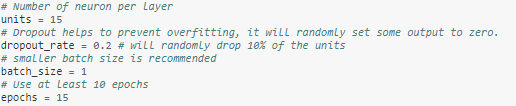 # Number of neuron per layer
units = 15
# Dropout helps to prevent overfitting, it will randomly set some output to zero.
dropout_rate = 0.2 # will randomly drop 10% of the units
# smaller batch size is recommended
batch_size = 1
# Use at least 10 epochs
epochs = 15